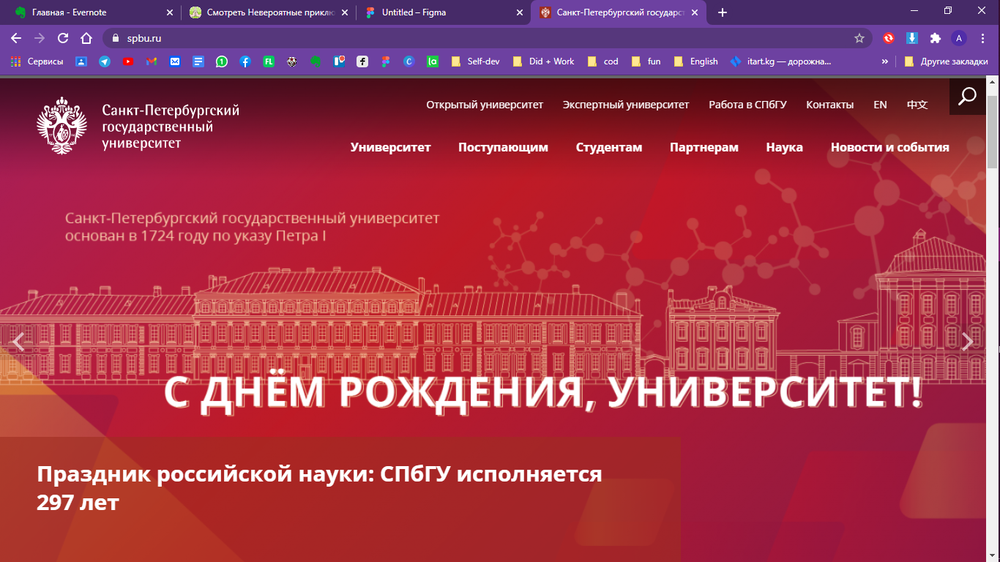 Главная - Evernote
Смотреть Невероятные приклю
Untitled – Figma
Санкт-Петербургский государст
spbu.ru
A
Сервисы
Self-dev
Did + Work
cod
fun
English
itart.kg — дорожна...
»
Другие закладки
Санкт-Петербургский
государственный
университет
Открытый университет
Экспертный университет
Работа в СПбГУ
Контакты
EN
中文
Университет
Поступающим
Студентам
Партнерам
Наука
Новости и события
Санкт-Петербургский государственный университет
основан в 1724 году по указу Петра I
С ДНЁМ РОЖДЕНИЯ, УНИВЕРСИТЕТ!
Праздник российской науки: СПбГУ исполняется
297 лет